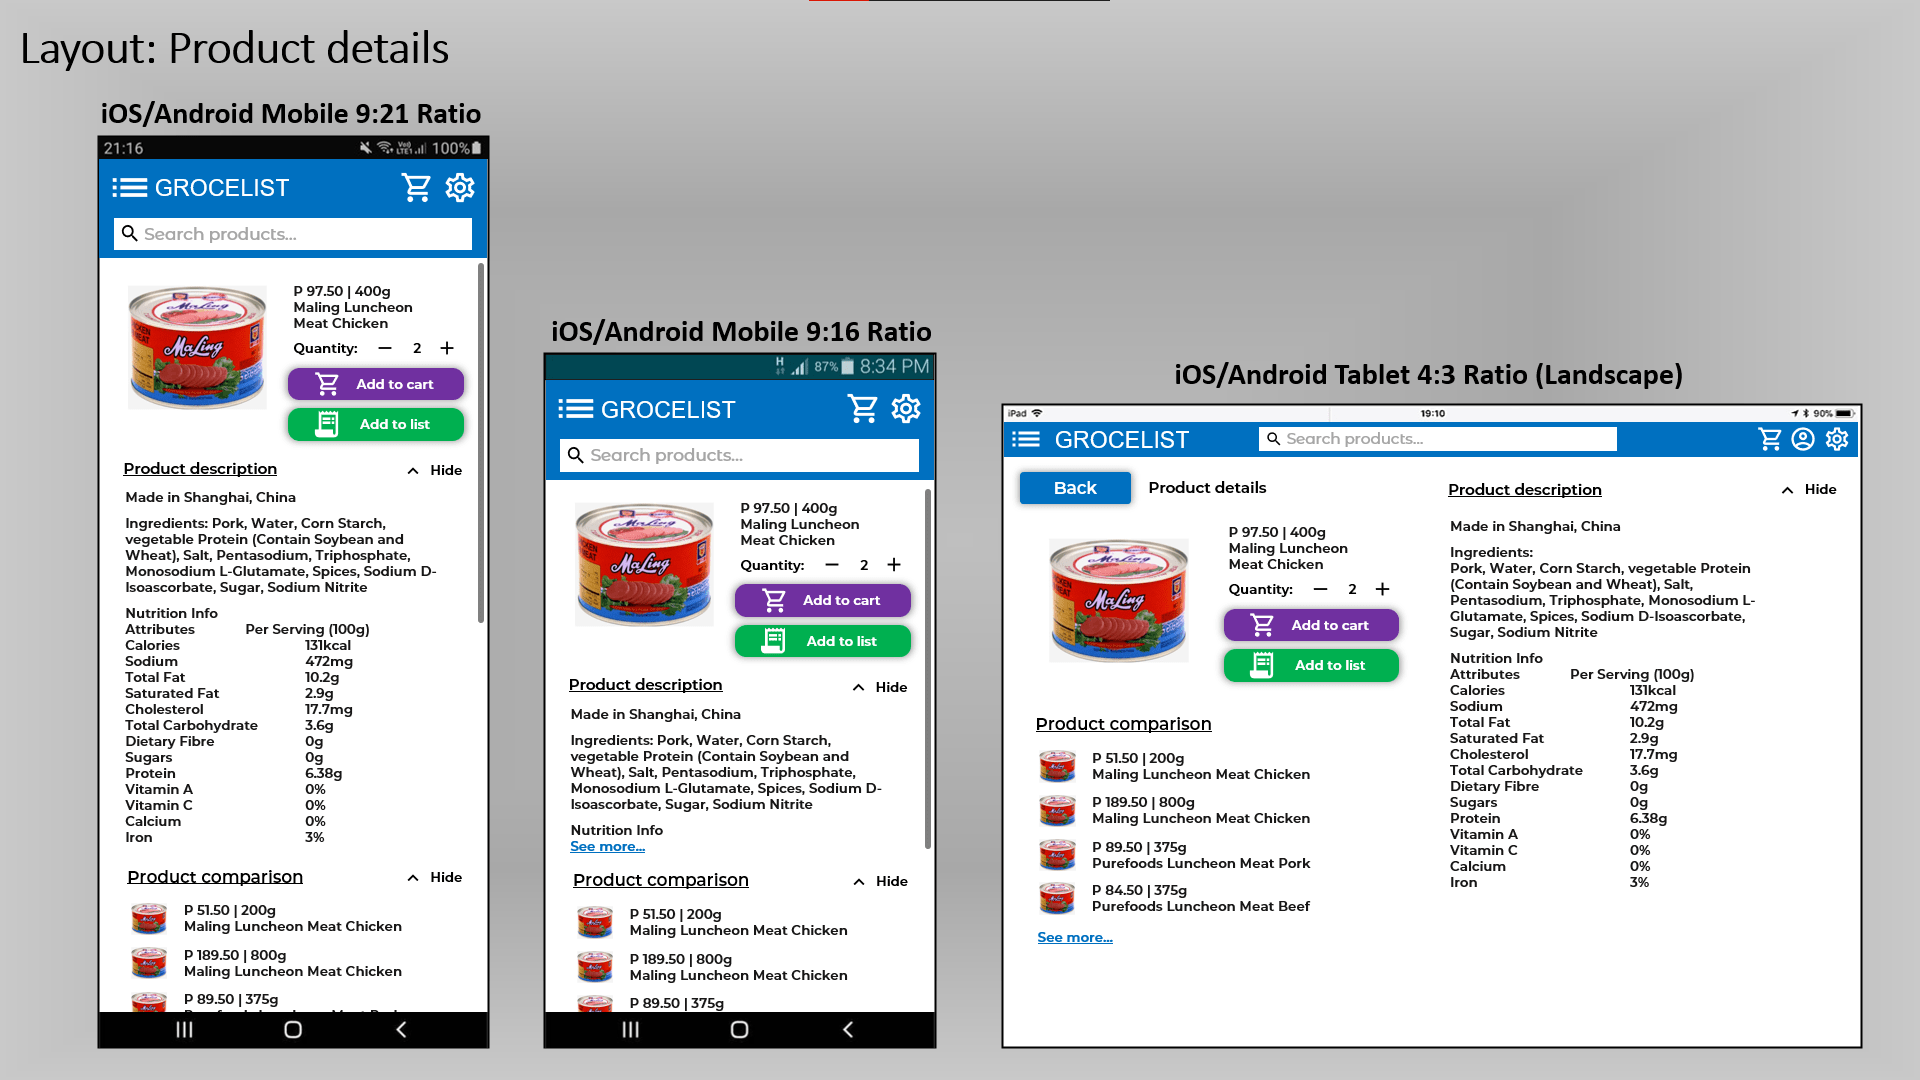 Layout: Product details
iOS/Android Mobile 9:21 Ratio
21:16
100%
GROCELIST
Search products...
MaLing
P 97.50 | 400g
Maling Luncheon
Meat Chicken
Quantity: — 2 +
Add to cart
Add to list
Product description
Hide
Made in Shanghai, China
Ingredients: Pork, Water, Corn Starch,
vegetable Protein (Contain Soybean and
Wheat), Salt, Pentasodium, Triphosphate,
Monosodium L-Glutamate, Spices, Sodium D-
Isoascorbate, Sugar, Sodium Nitrite
Nutrition Info
Attributes Per Serving (100g)
Calories 131kcal
Sodium 472mg
Total Fat 10.2g
Saturated Fat 2.9g
Cholesterol 17.7mg
Total Carbohydrate 3.6g
Dietary Fibre 0g
Sugars 0g
Protein 6.38g
Vitamin A 0%
Vitamin C 0%
Calcium 0%
Iron 3%
Product comparison
Hide
P 51.50 | 200g
Maling Luncheon Meat Chicken
P 189.50 | 800g
Maling Luncheon Meat Chicken
P 89.50 | 375g
iOS/Android Mobile 9:16 Ratio
H 87% 8:34 PM
GROCELIST
Search products...
MaLing
P 97.50 | 400g
Maling Luncheon
Meat Chicken
Quantity: — 2 +
Add to cart
Add to list
Product description
Hide
Made in Shanghai, China
Ingredients: Pork, Water, Corn Starch,
vegetable Protein (Contain Soybean and
Wheat), Salt, Pentasodium, Triphosphate,
Monosodium L-Glutamate, Spices, Sodium D-
Isoascorbate, Sugar, Sodium Nitrite
Nutrition Info
See more...
Product comparison
Hide
P 51.50 | 200g
Maling Luncheon Meat Chicken
P 189.50 | 800g
Maling Luncheon Meat Chicken
P 89.50 | 375g
iOS/Android Tablet 4:3 Ratio (Landscape)
iPad
19:10
90%
GROCELIST
Search products...
Back
Product details
MaLing
P 97.50 | 400g
Maling Luncheon
Meat Chicken
Quantity: — 2 +
Add to cart
Add to list
Product comparison
P 51.50 | 200g
Maling Luncheon Meat Chicken
P 189.50 | 800g
Maling Luncheon Meat Chicken
P 89.50 | 375g
Purefoods Luncheon Meat Pork
P 84.50 | 375g
Purefoods Luncheon Meat Beef
See more...
Product description
Hide
Made in Shanghai, China
Ingredients:
Pork, Water, Corn Starch, vegetable Protein
(Contain Soybean and Wheat), Salt,
Pentasodium, Triphosphate, Monosodium L-
Glutamate, Spices, Sodium D-Isoascorbate,
Sugar, Sodium Nitrite
Nutrition Info
Attributes Per Serving (100g)
Calories 131kcal
Sodium 472mg
Total Fat 10.2g
Saturated Fat 2.9g
Cholesterol 17.7mg
Total Carbohydrate 3.6g
Dietary Fibre 0g
Sugars 0g
Protein 6.38g
Vitamin A 0%
Vitamin C 0%
Calcium 0%
Iron 3%